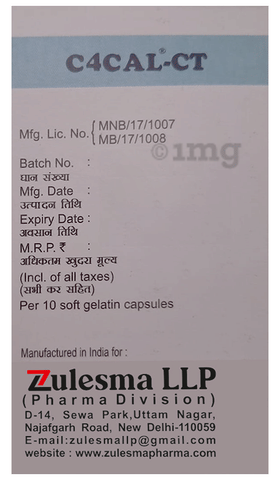 C4CAL®-CT
Mfg. Lic. No. { MNB/17/1007
MB/17/1008
1mg
Batch No. :
घान संख्या
Mfg. Date :
उत्पादन तिथि
Expiry Date :
अवसान तिथि
M.R.P. ₹ :
अधिकतम खुदरा मूल्य
(Incl. of all taxes)
(सभी कर सहित)
Per 10 soft gelatin capsules
Manufactured in India for :
Zulesma LLP
(Pharma Division)
D-14, Sewa Park,Uttam Nagar,
Najafgarh Road, New Delhi-110059
E-mail:zulesmallp@gmail.com
website : www.zulesmapharma.com